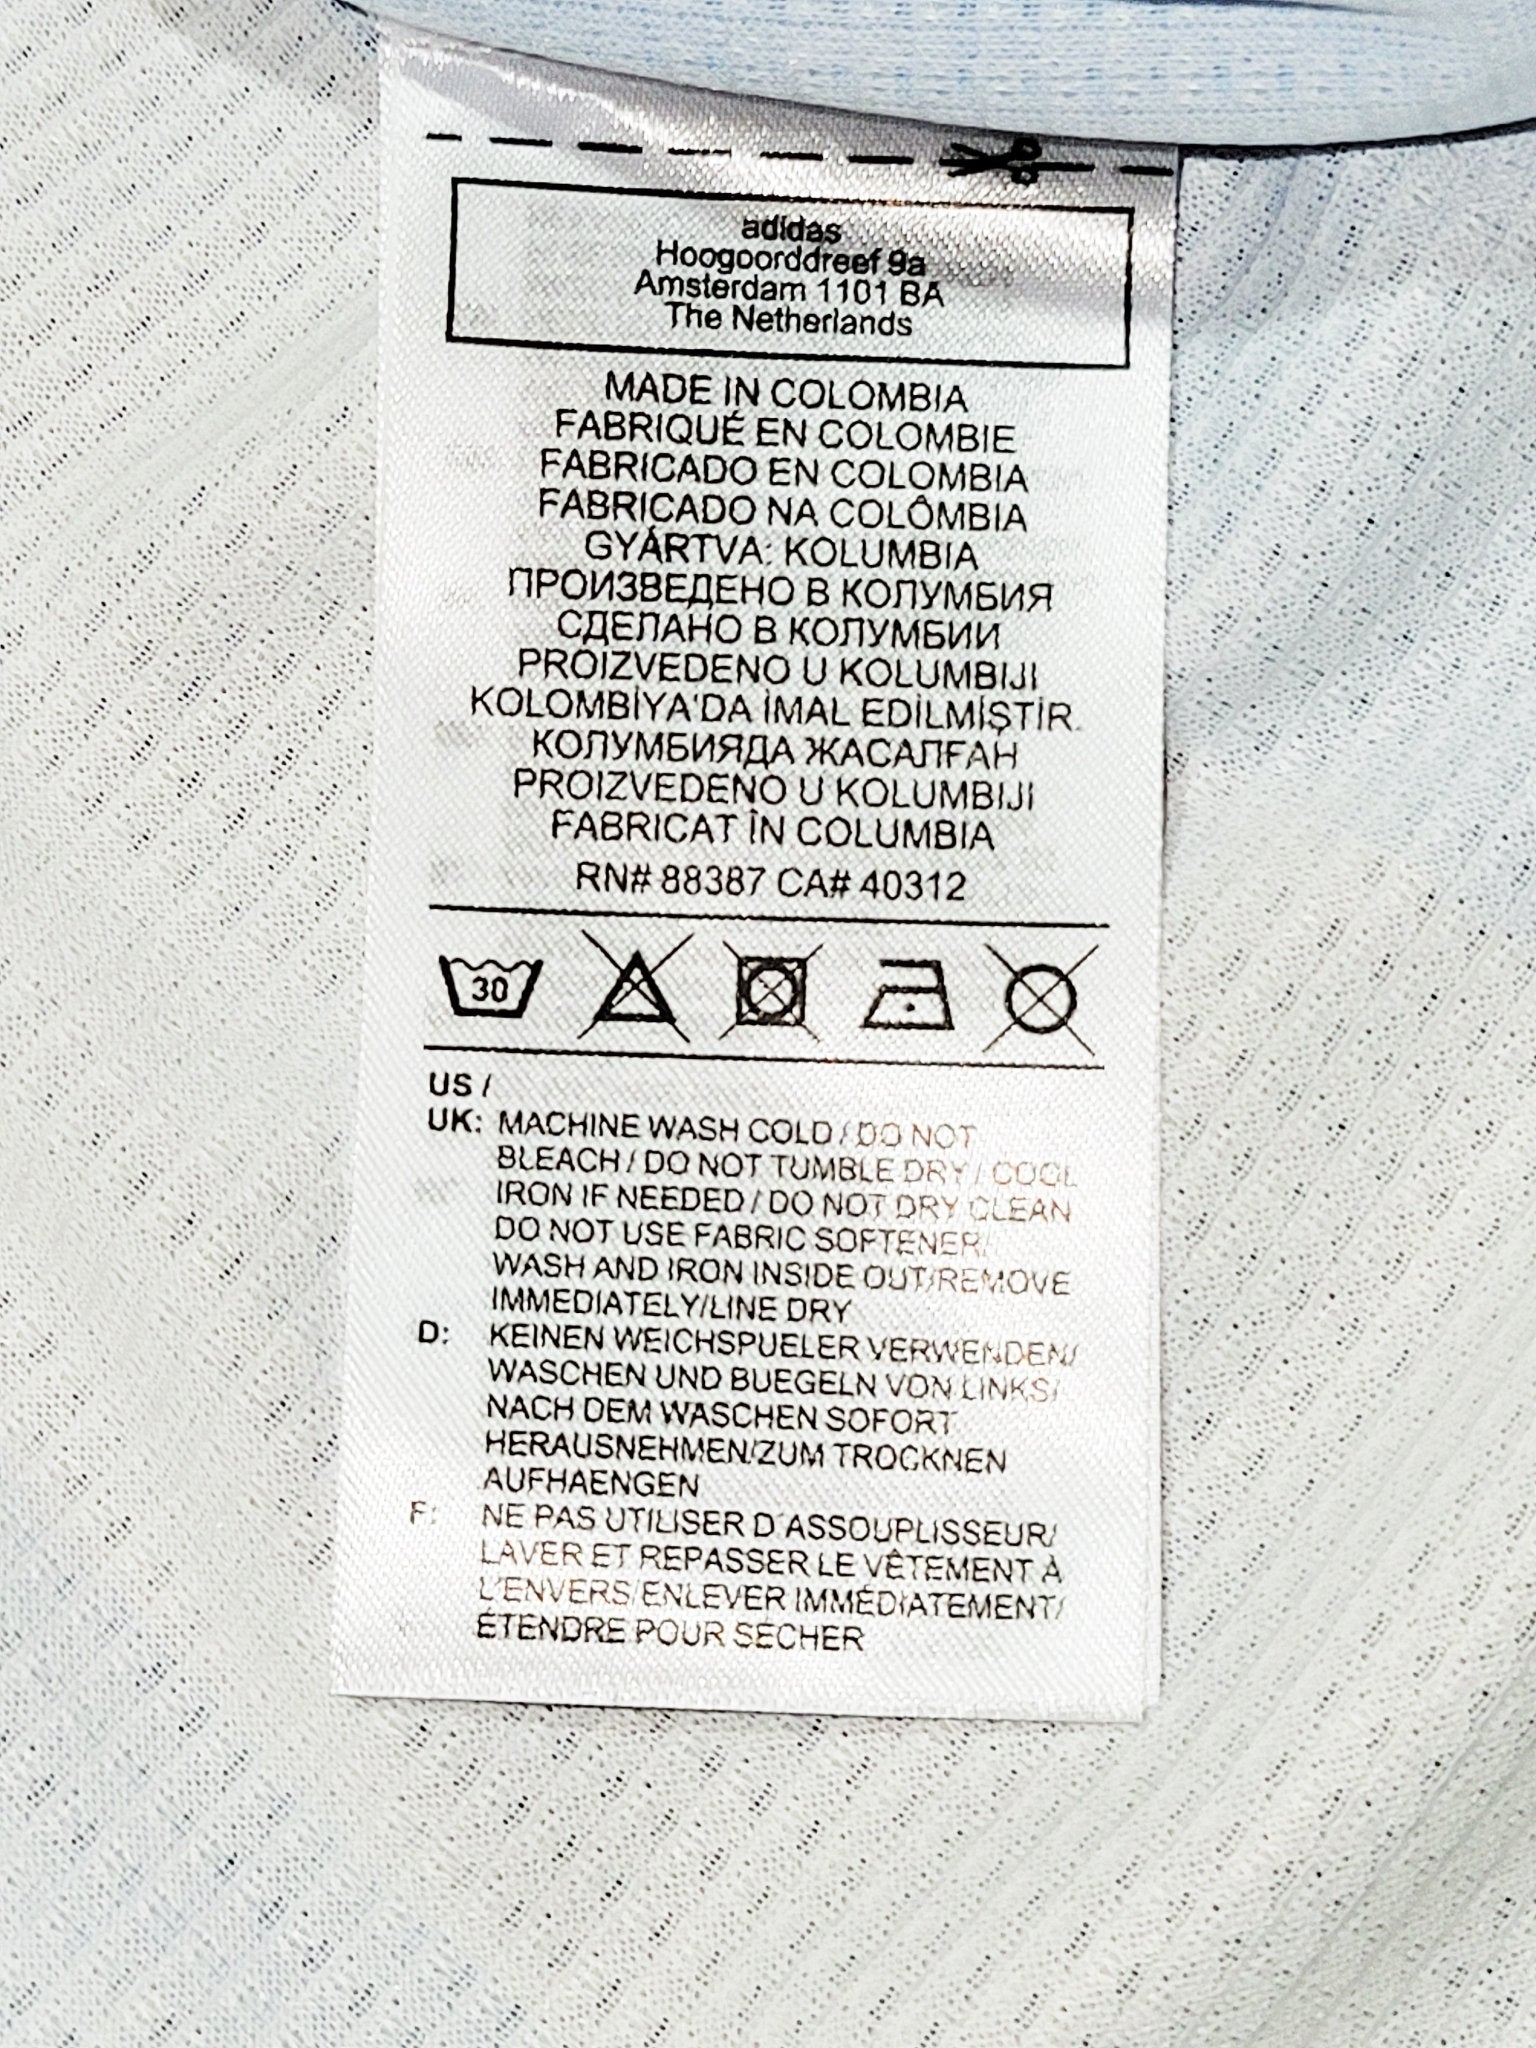 adidas
Hoogoorddreef 9a
Amsterdam 1101 BA
The Netherlands
MADE IN COLOMBIA
FABRIQUÉ EN COLOMBIE
FABRICADO EN COLOMBIA
FABRICADO NA COLÔMBIA
GYÁRTVA: KOLUMBIA
ПРОИЗВЕДЕНО В КОЛУМБИЯ
СДЕЛАНО В КОЛУМБИИ
PROIZVEDENO U KOLUMBIJI
KOLOMBİYA'DA İMAL EDİLMİŞTİR.
КОЛУМБИЯДА ЖАСАЛҒАН
PROIZVEDENO U KOLUMBIJI
FABRICAT ÎN COLUMBIA
RN# 88387 CA# 40312
30
US /
UK: MACHINE WASH COLD / DO NOT
BLEACH / DO NOT TUMBLE DRY / COOL
IRON IF NEEDED / DO NOT DRY CLEAN
DO NOT USE FABRIC SOFTENER/
WASH AND IRON INSIDE OUT/REMOVE
IMMEDIATELY/LINE DRY
D: KEINEN WEICHSPUELER VERWENDEN/
WASCHEN UND BUEGELN VON LINKS/
NACH DEM WASCHEN SOFORT
HERAUSNEHMEN/ZUM TROCKNEN
AUFHAENGEN
F: NE PAS UTILISER D'ASSOUPLISSEUR/
LAVER ET REPASSER LE VÊTEMENT À
L'ENVERS/ENLEVER IMMÉDIATEMENT/
ÉTENDRE POUR SÉCHER